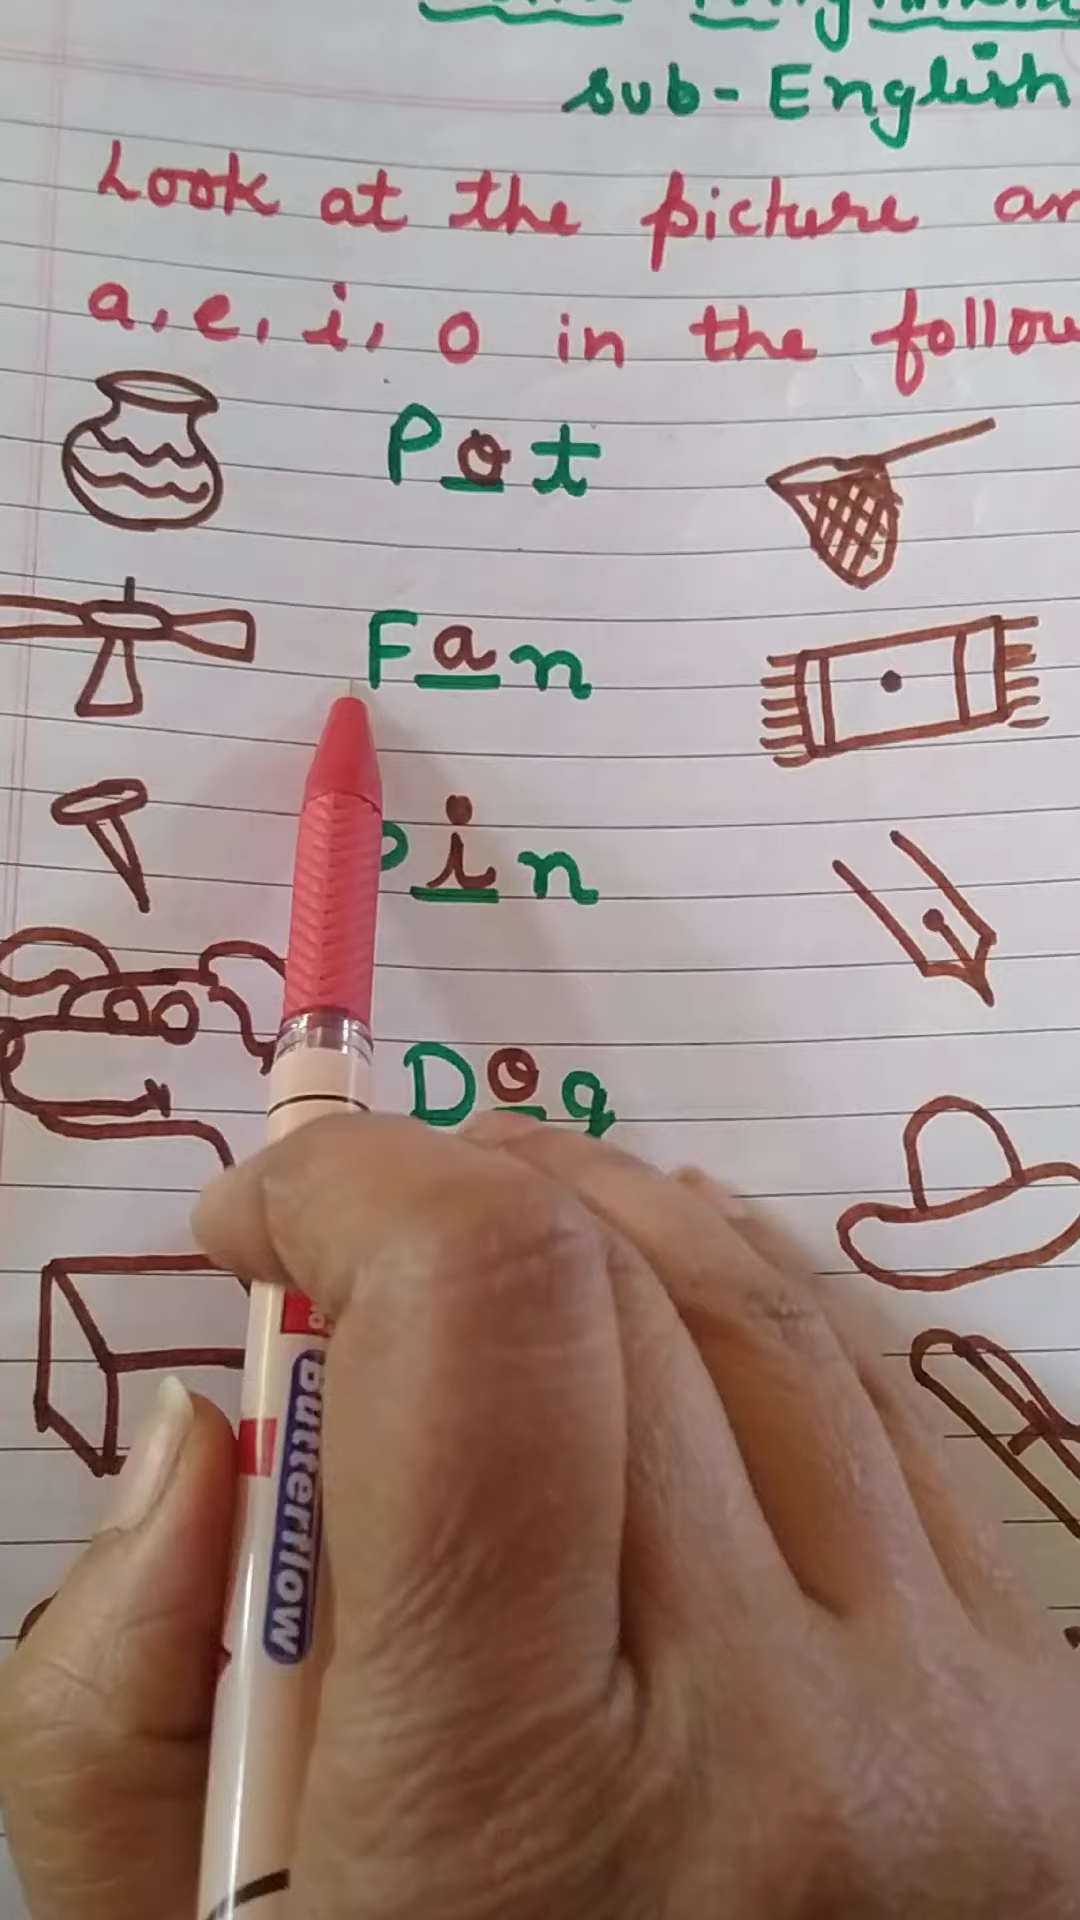 sub-English
Look at the picture
a, e, i, o in the
Pot
Fan
in
Dog
Butterflow